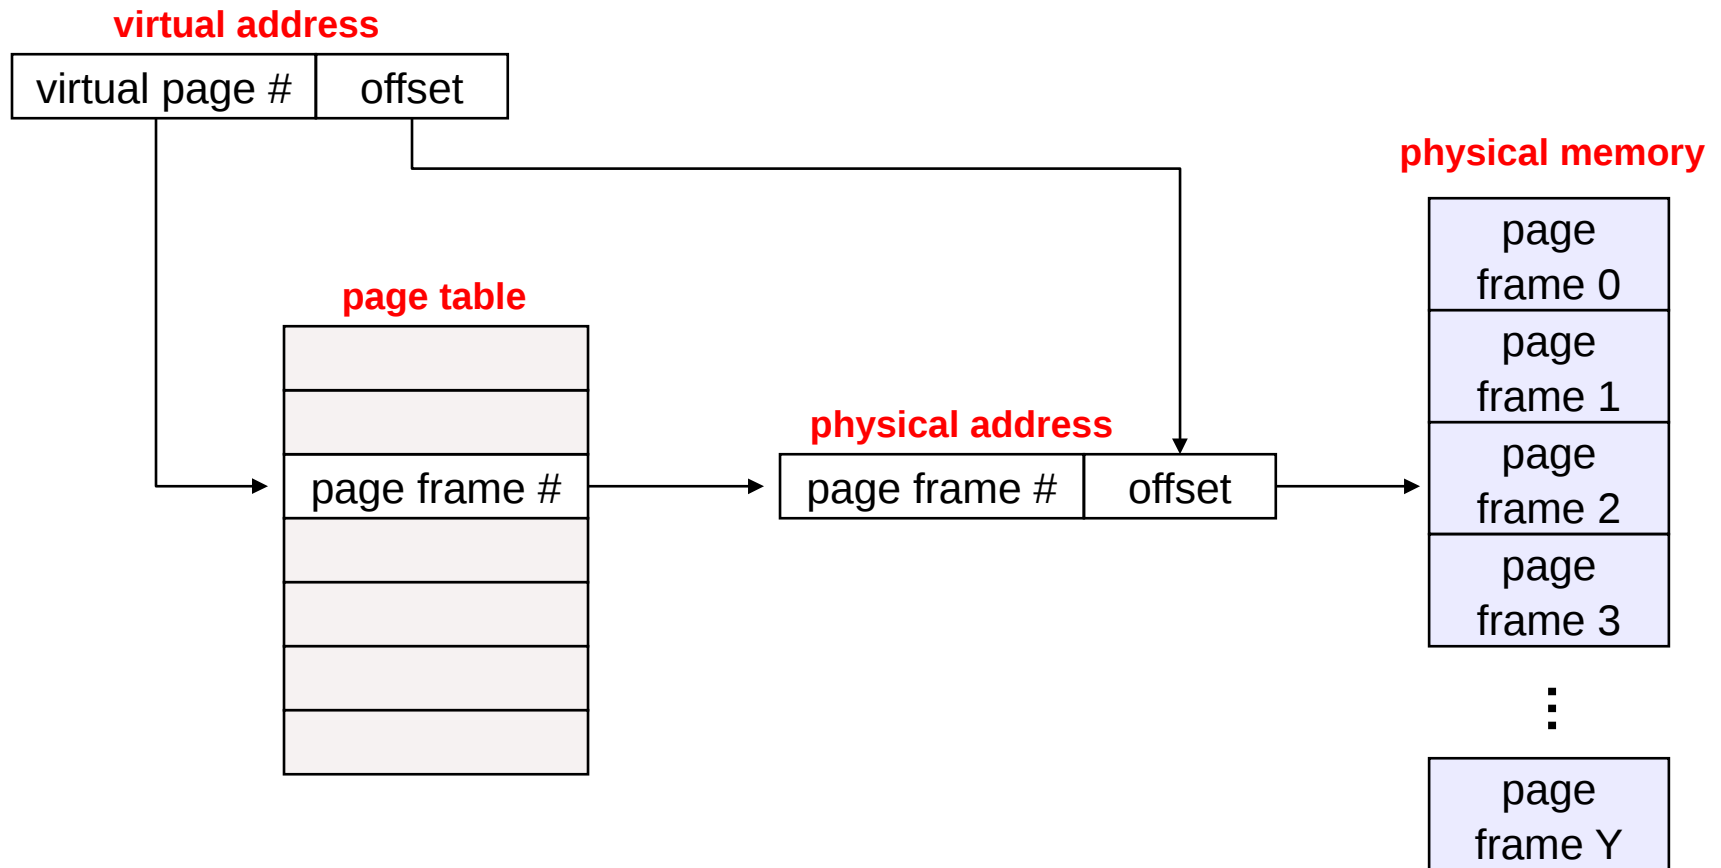 virtual address
virtual page #
offset
physical memory
page
frame 0
page
frame 1
page table
physical address
page
frame 2
page frame #
page frame #
offset
page
frame 3
⋮
page
frame Y